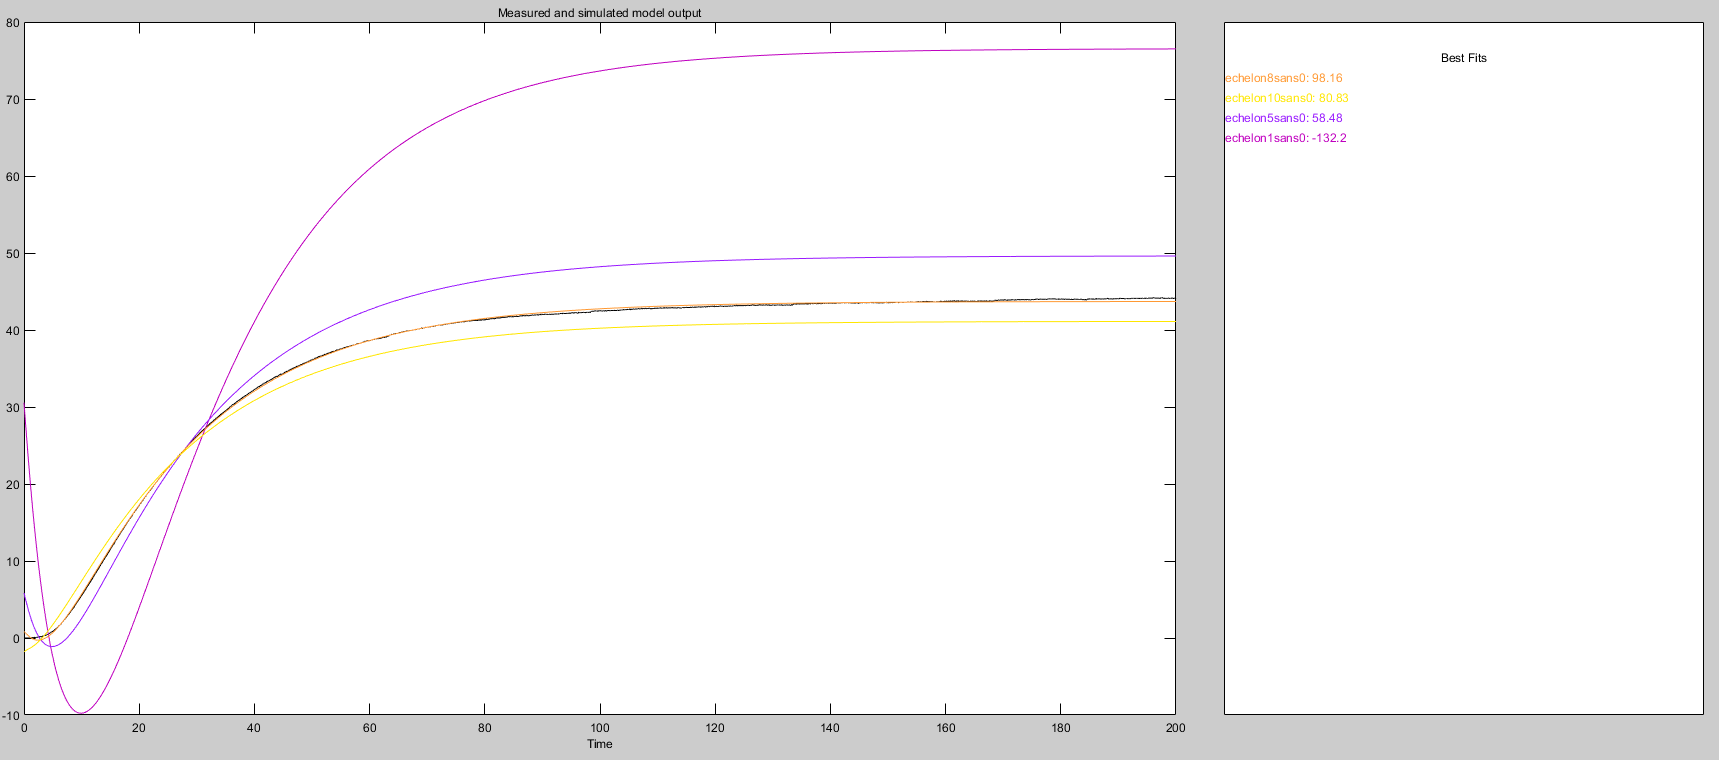 Measured and simulated model output
80
70
60
50
40
30
20
10
0
-10
0 20 40 60 80 100 120 140 160 180 200
Time
Best Fits
echelon8sans0: 98.16
echelon10sans0: 80.83
echelon5sans0: 58.48
echelon1sans0: -132.2